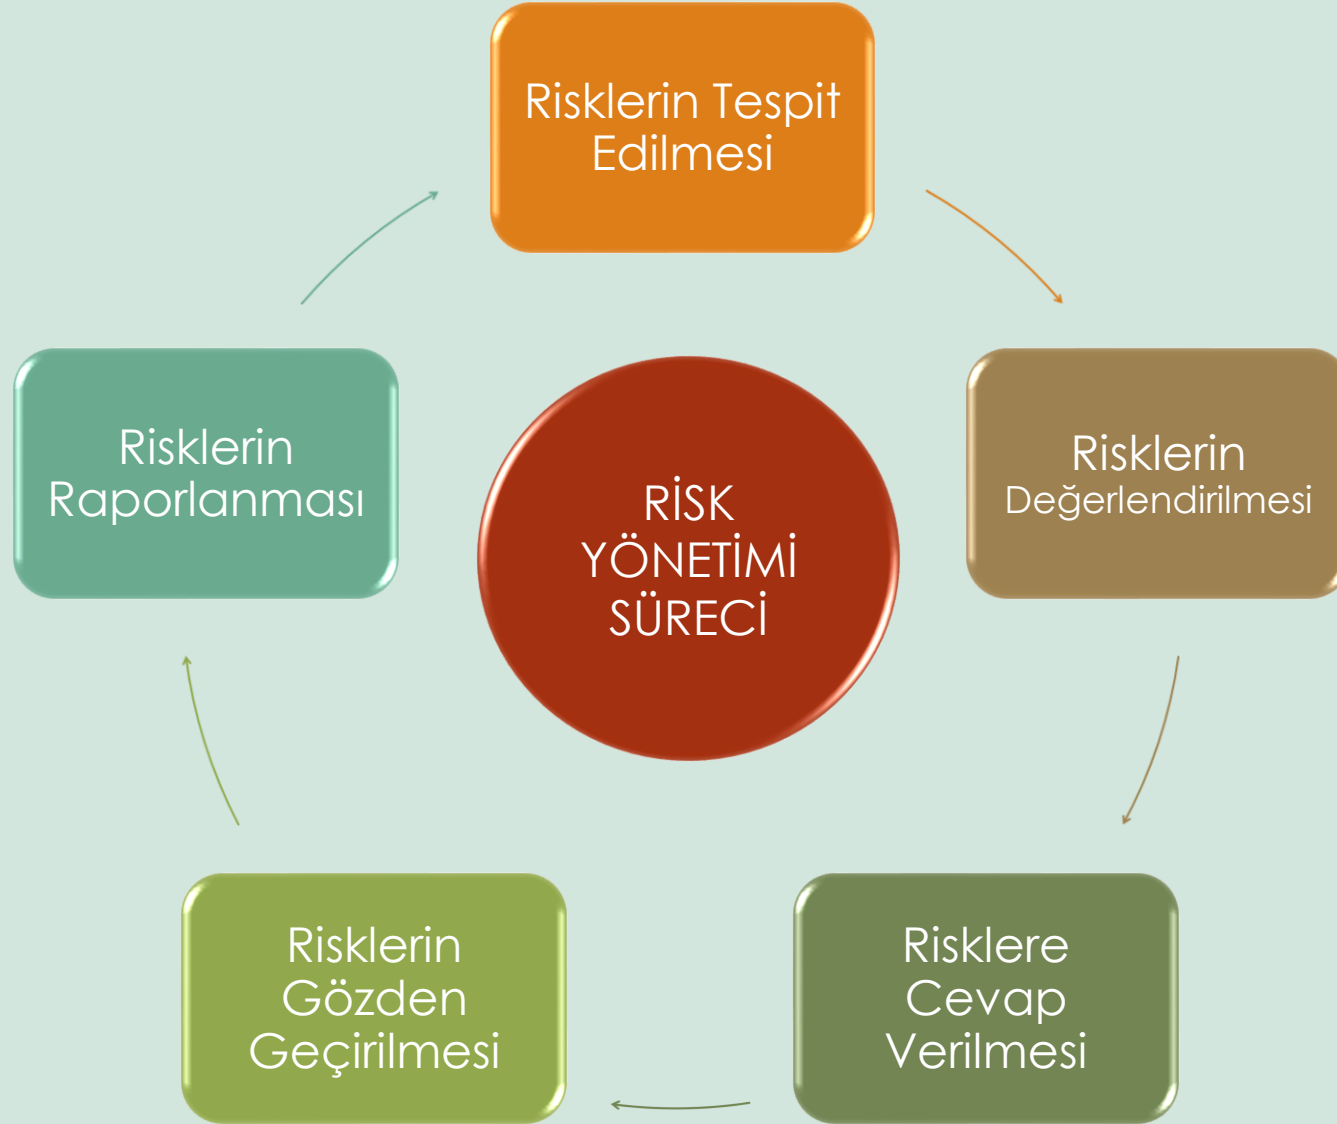 Risklerin Tespit
Edilmesi
Risklerin
Değerlendirilmesi
Risklere
Cevap
Verilmesi
Risklerin
Gözden
Geçirilmesi
Risklerin
Raporlanması
RİSK
YÖNETİMİ
SÜRECİ